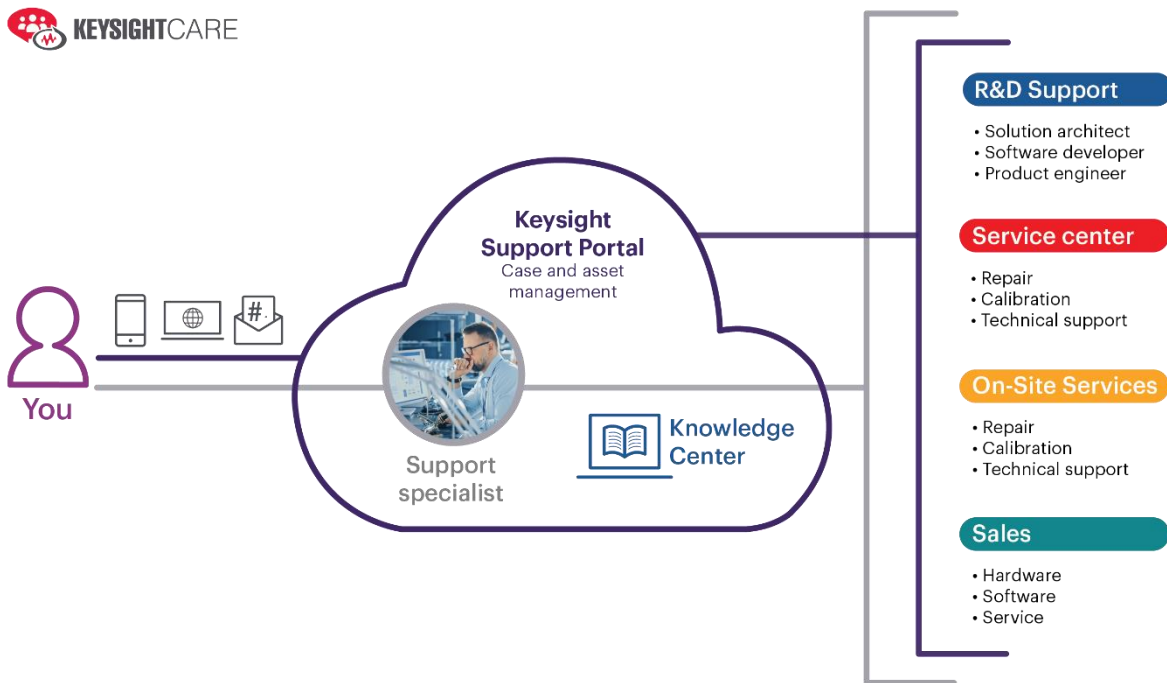 KEYSIGHTCARE
You
#.
Keysight
Support Portal
Case and asset
management
Support
specialist
Knowledge
Center
R&D Support
• Solution architect
• Software developer
• Product engineer
Service center
• Repair
• Calibration
• Technical support
On-Site Services
• Repair
• Calibration
• Technical support
Sales
• Hardware
• Software
• Service